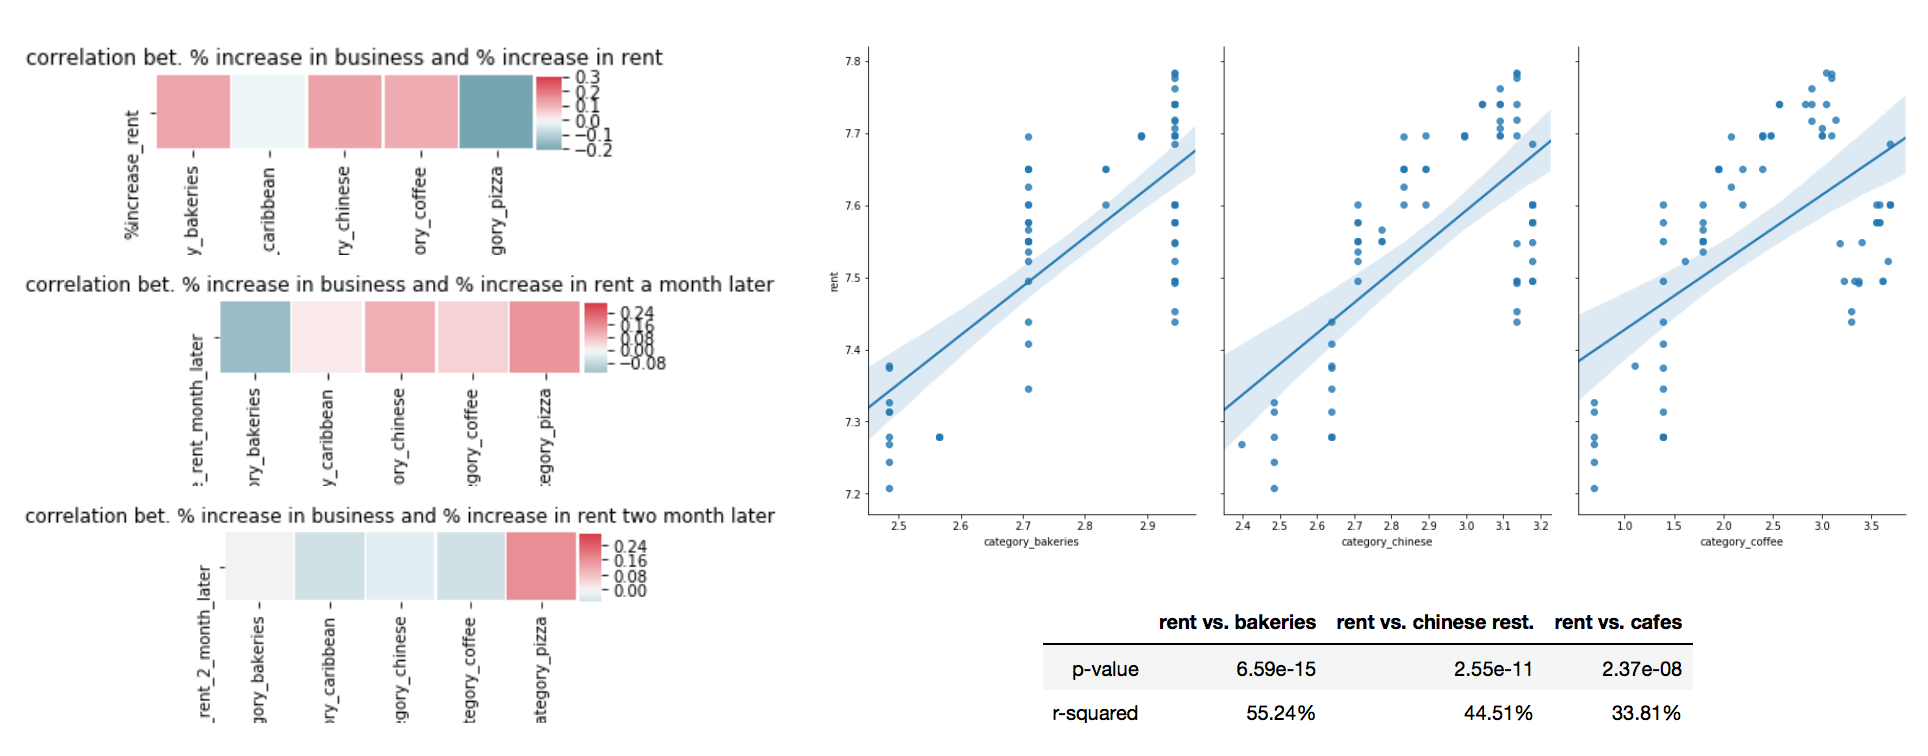 correlation bet. % increase in business and % increase in rent
0.3
0.2
0.1
0.0
−0.1
−0.2
%increase_rent
y_bakeries
_caribbean
ry_chinese
ory_coffee
gory_pizza
correlation bet. % increase in business and % increase in rent a month later
0.24
0.16
0.08
0.00
−0.08
e_rent_month_later
ory_bakeries
y_caribbean
ory_chinese
gory_coffee
tegory_pizza
correlation bet. % increase in business and % increase in rent two month later
0.24
0.16
0.08
0.00
_rent_2_month_later
gory_bakeries
ory_caribbean
egory_chinese
tegory_coffee
ategory_pizza
7.8
7.7
7.6
7.5
7.4
7.3
7.2
rent
2.5 2.6 2.7 2.8 2.9
category_bakeries
2.4 2.5 2.6 2.7 2.8 2.9 3.0 3.1 3.2
category_chinese
1.0 1.5 2.0 2.5 3.0 3.5
category_coffee
rent vs. bakeries rent vs. chinese rest. rent vs. cafes
p-value 6.59e-15 2.55e-11 2.37e-08
r-squared 55.24% 44.51% 33.81%